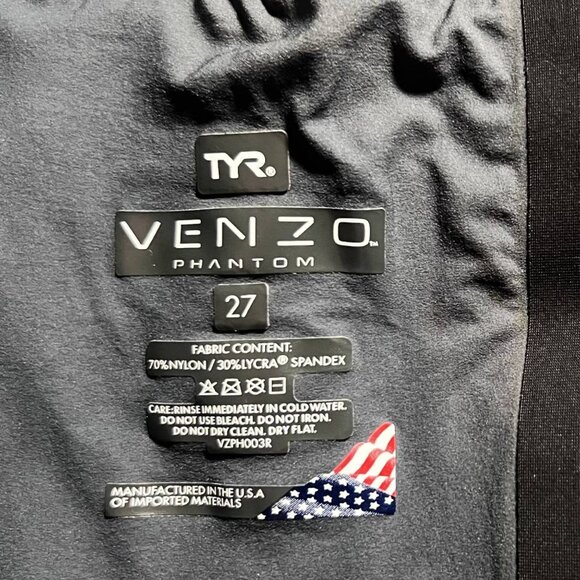 TYR®
VENZO™
PHANTOM
27
FABRIC CONTENT:
70%NYLON / 30%LYCRA® SPANDEX
CARE:RINSE IMMEDIATELY IN COLD WATER.
DO NOT USE BLEACH. DO NOT IRON.
DO NOT DRY CLEAN. DRY FLAT.
VZPH003R
MANUFACTURED IN THE U.S.A
OF IMPORTED MATERIALS